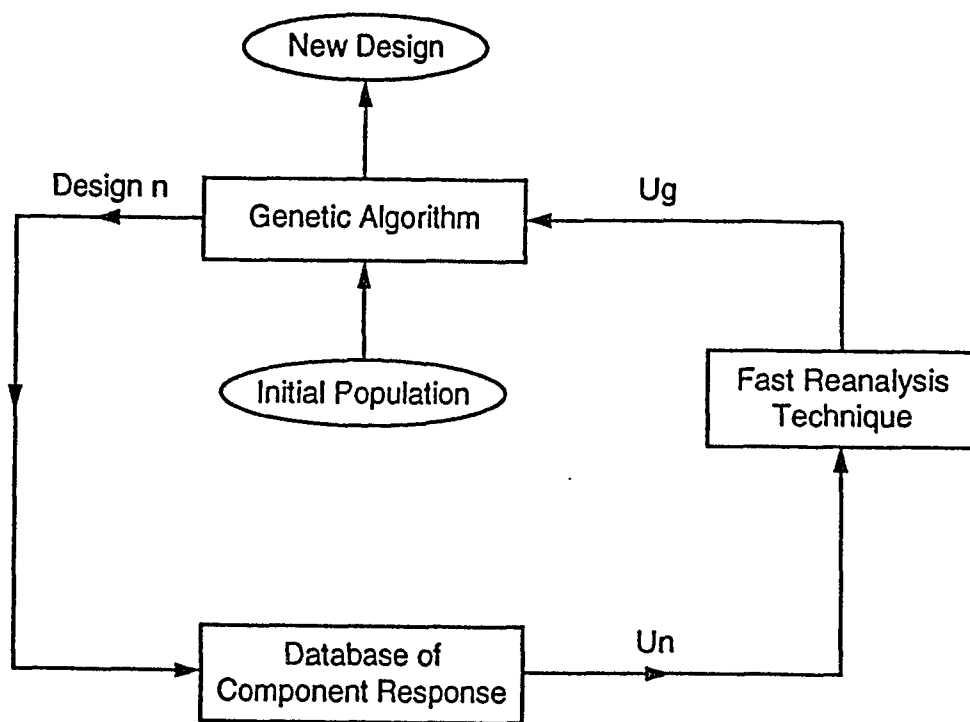 New Design
Design n
Genetic Algorithm
Ug
Initial Population
Fast Reanalysis
Technique
Database of
Component Response
Un